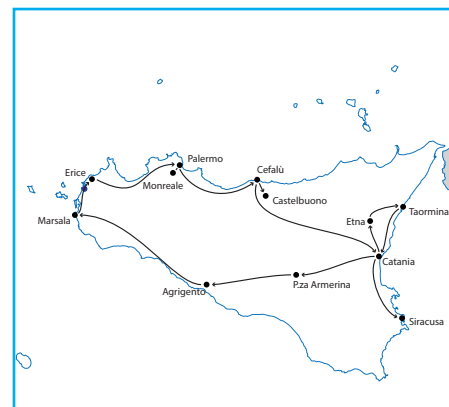 Palermo
Cefalù
Erice
Monreale
Castelbuono
Taormina
Marsala
Etna
Catania
P.za Armerina
Agrigento
Siracusa